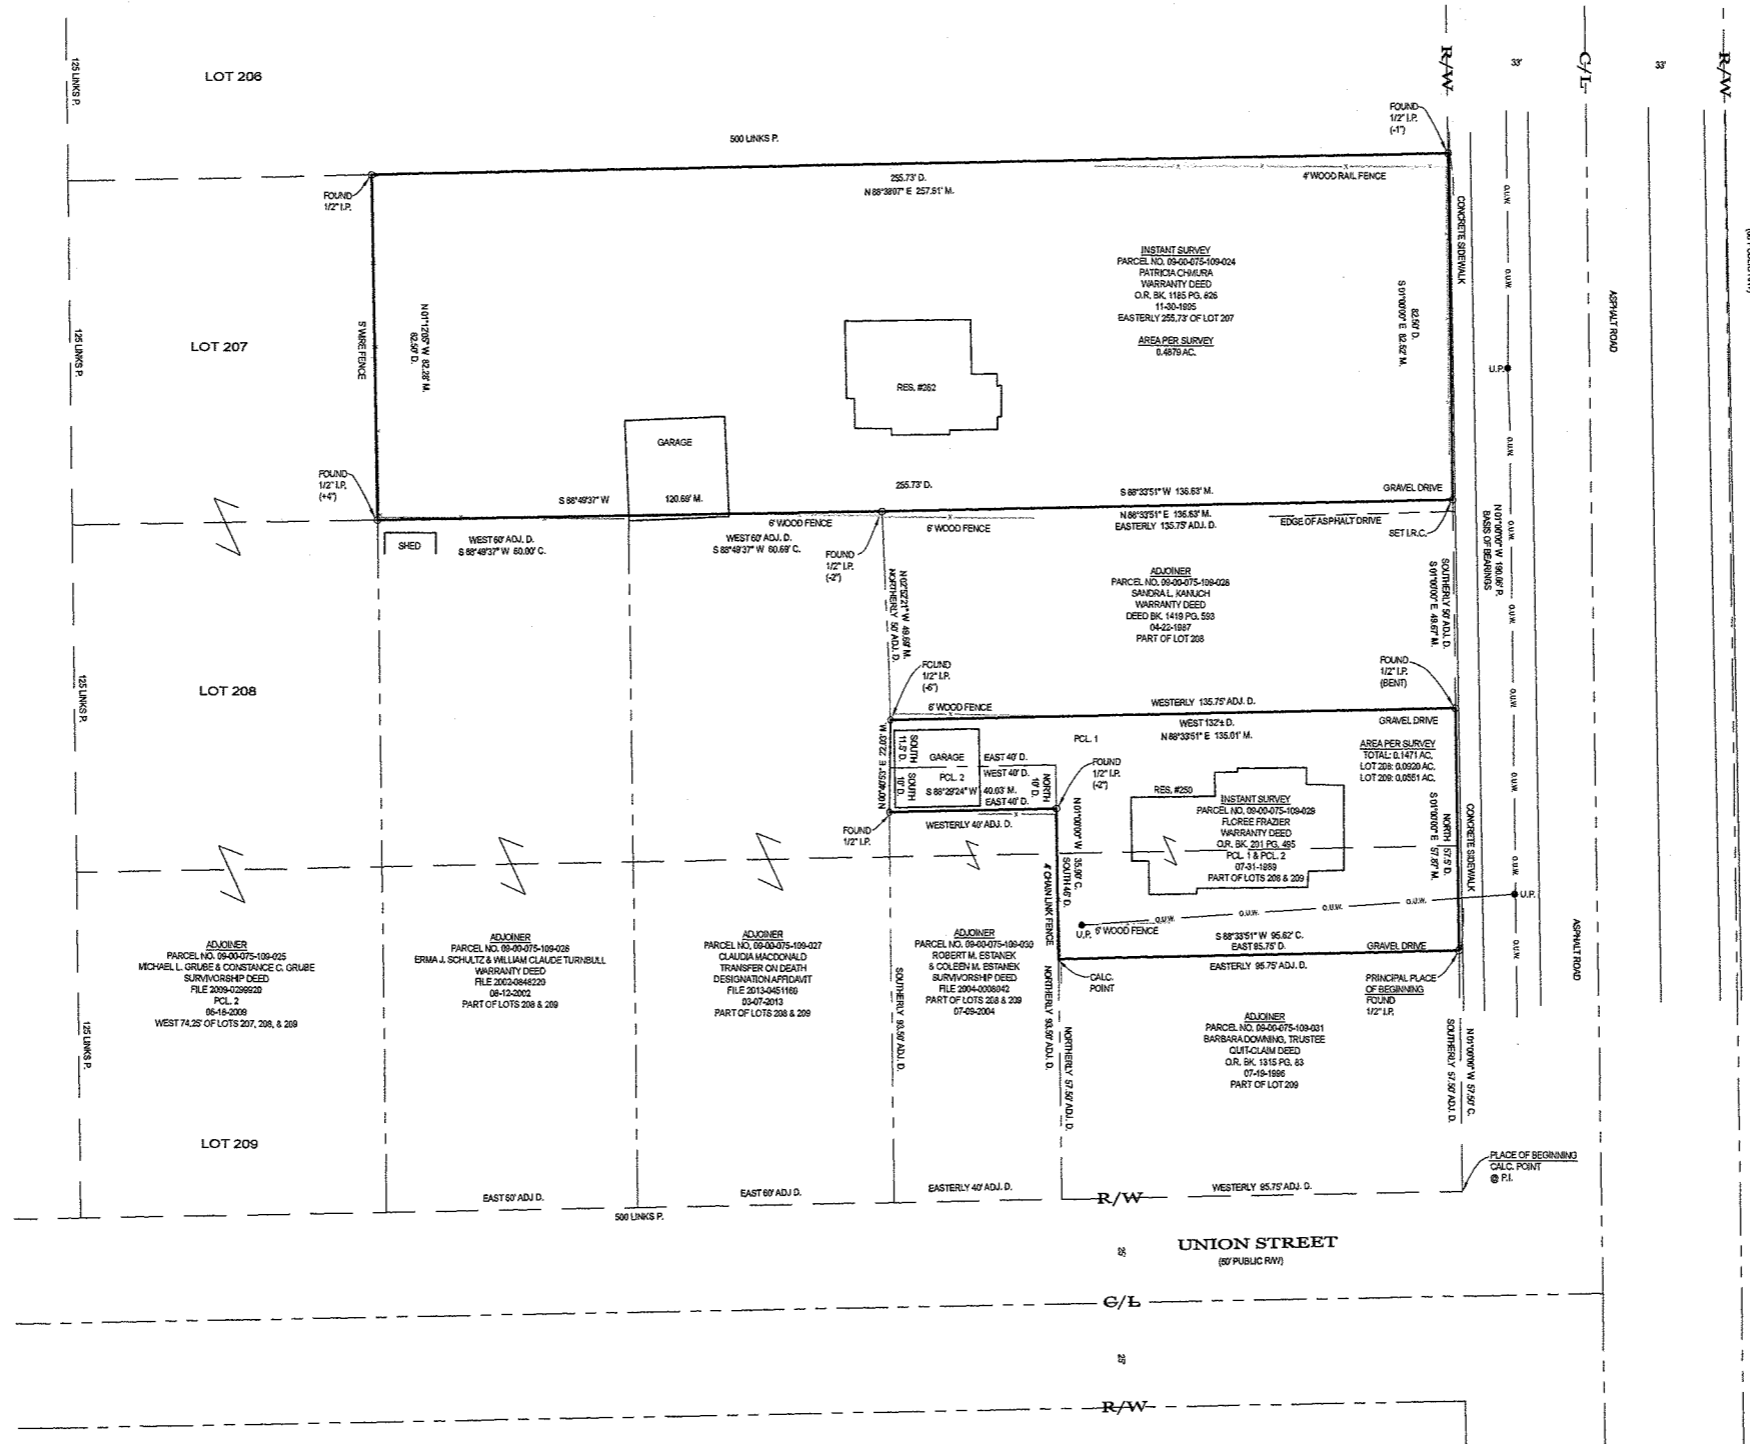 LOT 206
125 LINKS P.
500 LINKS P.
R/W
33'
C/L
33'
R/W
FOUND
1/2" I.P.
(-1")
FOUND
1/2" I.P.
255.73' D.
257.61' M.
4' WOOD RAIL FENCE
CONCRETE SIDEWALK
O.U.W.
O.U.W.
O.U.W.
O.U.W.
O.U.W.
O.U.W.
O.U.W.
O.U.W.
O.U.W.
ASPHALT ROAD
INSTANT SURVEY
PARCEL NO. 09-00-075-109-024
PATRICIA CHMURA
WARRANTY DEED
O.R. BK. 1185 PG. 826
11-30-1995
EASTERLY 255.73' OF LOT 207
AREA PER SURVEY
0.4879 AC.
82.50' D.
S 01°00'00" E 82.52' M.
LOT 207
125 LINKS P.
5' WIRE FENCE
N 01°12'05" W 82.28' M.
82.50' D.
RES. #262
U.P.
GARAGE
FOUND
1/2" I.P.
(+4")
S 88°49'37" W
120.69' M.
255.73' D.
S 88°33'51" W 136.63' M.
GRAVEL DRIVE
N 88°33'51" E 136.63' M.
EASTERLY 135.75' ADJ. D.
EDGE OF ASPHALT DRIVE
SET I.R.C.
N 01°00'00" W 190.06' P.
BASIS OF BEARINGS
6' WOOD FENCE
6' WOOD FENCE
SHED
WEST 60' ADJ. D.
S 88°49'37" W 60.00' C.
WEST 60' ADJ. D.
S 88°49'37" W 60.69' C.
FOUND
1/2" I.P.
(-2")
N 02°52'21" W 49.69' M.
NORTHERLY 50' ADJ. D.
ADJOINER
PARCEL NO. 09-00-075-109-028
SANDRA L. KANUCH
WARRANTY DEED
DEED BK. 1419 PG. 593
04-22-1987
PART OF LOT 208
SOUTHERLY 50' ADJ. D.
S 01°00'00" E 49.67' M.
FOUND
1/2" I.P.
(-6")
FOUND
1/2" I.P.
(BENT)
LOT 208
125 LINKS P.
6' WOOD FENCE
WESTERLY 135.75' ADJ. D.
WEST 132'± D.
N 88°33'51" E 135.01' M.
GRAVEL DRIVE
PCL. 1
SOUTH
11.5' D.
GARAGE
EAST 40' D.
WEST 40' D.
PCL. 2
SOUTH
10' D.
S 88°29'24" W 40.03' M.
EAST 40' D.
NORTH
10' D.
FOUND
1/2" I.P.
(-2")
AREA PER SURVEY
TOTAL: 0.1471 AC.
LOT 208: 0.0920 AC.
LOT 209: 0.0551 AC.
RES. #250
INSTANT SURVEY
PARCEL NO. 09-00-075-109-029
FLOREE FRAZIER
WARRANTY DEED
O.R. BK. 201 PG. 495
PCL. 1 & PCL. 2
07-31-1989
PART OF LOTS 208 & 209
NORTH 57.5' D.
S 01°00'00" E 57.87' M.
CONCRETE SIDEWALK
FOUND
1/2" I.P.
WESTERLY 40' ADJ. D.
N 01°00'00" W 35.90' C.
SOUTH 46' D.
4' CHAIN LINK FENCE
U.P.
O.U.W.
O.U.W.
O.U.W.
O.U.W.
O.U.W.
U.P.
6' WOOD FENCE
S 88°33'51" W 95.62' C.
EAST 95.75' D.
GRAVEL DRIVE
EASTERLY 95.75' ADJ. D.
CALC.
POINT
PRINCIPAL PLACE
OF BEGINNING
FOUND
1/2" I.P.
ASPHALT ROAD
ADJOINER
PARCEL NO. 09-00-075-109-025
MICHAEL L. GRUBE & CONSTANCE C. GRUBE
SURVIVORSHIP DEED
FILE 2009-0299920
PCL. 2
06-18-2009
WEST 74.25' OF LOTS 207, 208, & 209
ADJOINER
PARCEL NO. 09-00-075-109-026
ERMA J. SCHULTZ & WILLIAM CLAUDE TURNBULL
WARRANTY DEED
FILE 2002-0848220
08-12-2002
PART OF LOTS 208 & 209
ADJOINER
PARCEL NO. 09-00-075-109-027
CLAUDIA MACDONALD
TRANSFER ON DEATH
DESIGNATION AFFIDAVIT
FILE 2013-0451169
03-07-2013
PART OF LOTS 208 & 209
ADJOINER
PARCEL NO. 09-00-075-109-030
ROBERT M. ESTANEK
& COLEEN M. ESTANEK
SURVIVORSHIP DEED
FILE 2004-0008042
07-09-2004
PART OF LOTS 208 & 209
ADJOINER
PARCEL NO. 09-00-075-109-031
BARBARA DOWNING, TRUSTEE
QUIT-CLAIM DEED
O.R. BK. 1315 PG. 83
07-19-1996
PART OF LOT 209
SOUTHERLY 93.50' ADJ. D.
NORTHERLY 93.50' ADJ. D.
NORTHERLY 57.50' ADJ. D.
N 01°00'00" W 57.50' C.
SOUTHERLY 57.50' ADJ. D.
125 LINKS P.
LOT 209
PLACE OF BEGINNING
CALC. POINT
@ P.I.
EAST 60' ADJ D.
EAST 60' ADJ D.
EASTERLY 40' ADJ. D.
WESTERLY 95.75' ADJ. D.
R/W
500 LINKS P.
UNION STREET
(50' PUBLIC R/W)
25'
C/L
25'
R/W